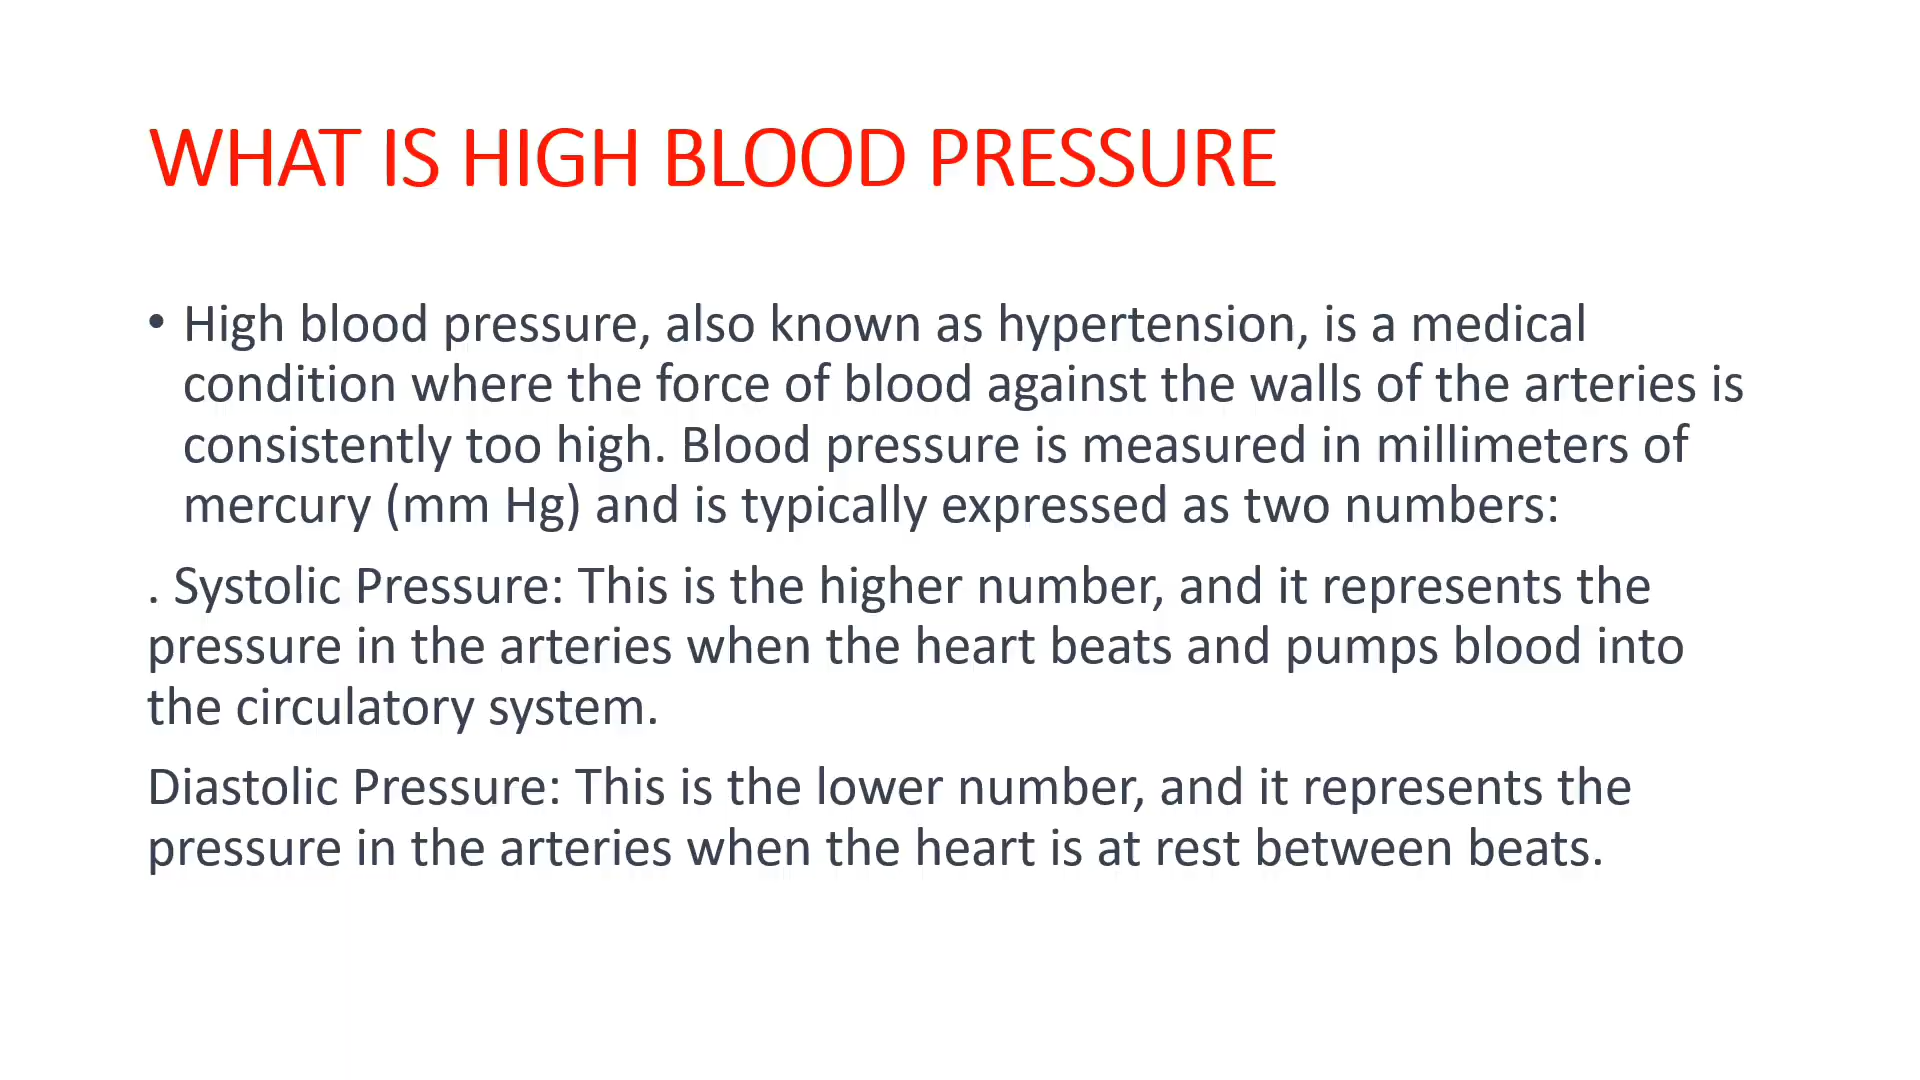 WHAT IS HIGH BLOOD PRESSURE
• High blood pressure, also known as hypertension, is a medical
condition where the force of blood against the walls of the arteries is
consistently too high. Blood pressure is measured in millimeters of
mercury (mm Hg) and is typically expressed as two numbers:
. Systolic Pressure: This is the higher number, and it represents the
pressure in the arteries when the heart beats and pumps blood into
the circulatory system.
Diastolic Pressure: This is the lower number, and it represents the
pressure in the arteries when the heart is at rest between beats.